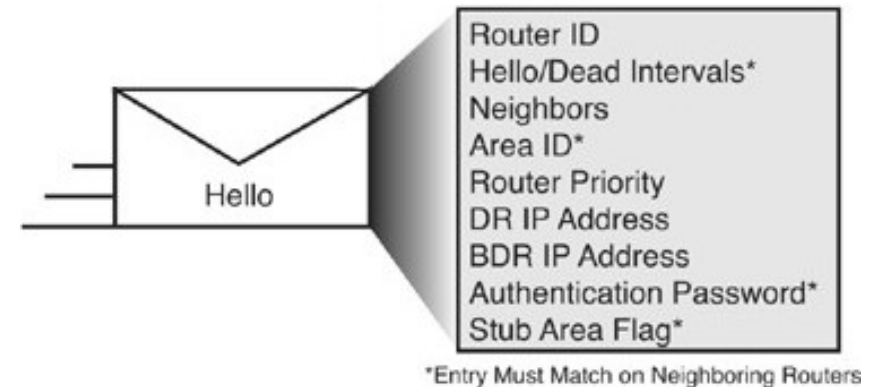 Hello
Router ID
Hello/Dead Intervals*
Neighbors
Area ID*
Router Priority
DR IP Address
BDR IP Address
Authentication Password*
Stub Area Flag*
*Entry Must Match on Neighboring Routers